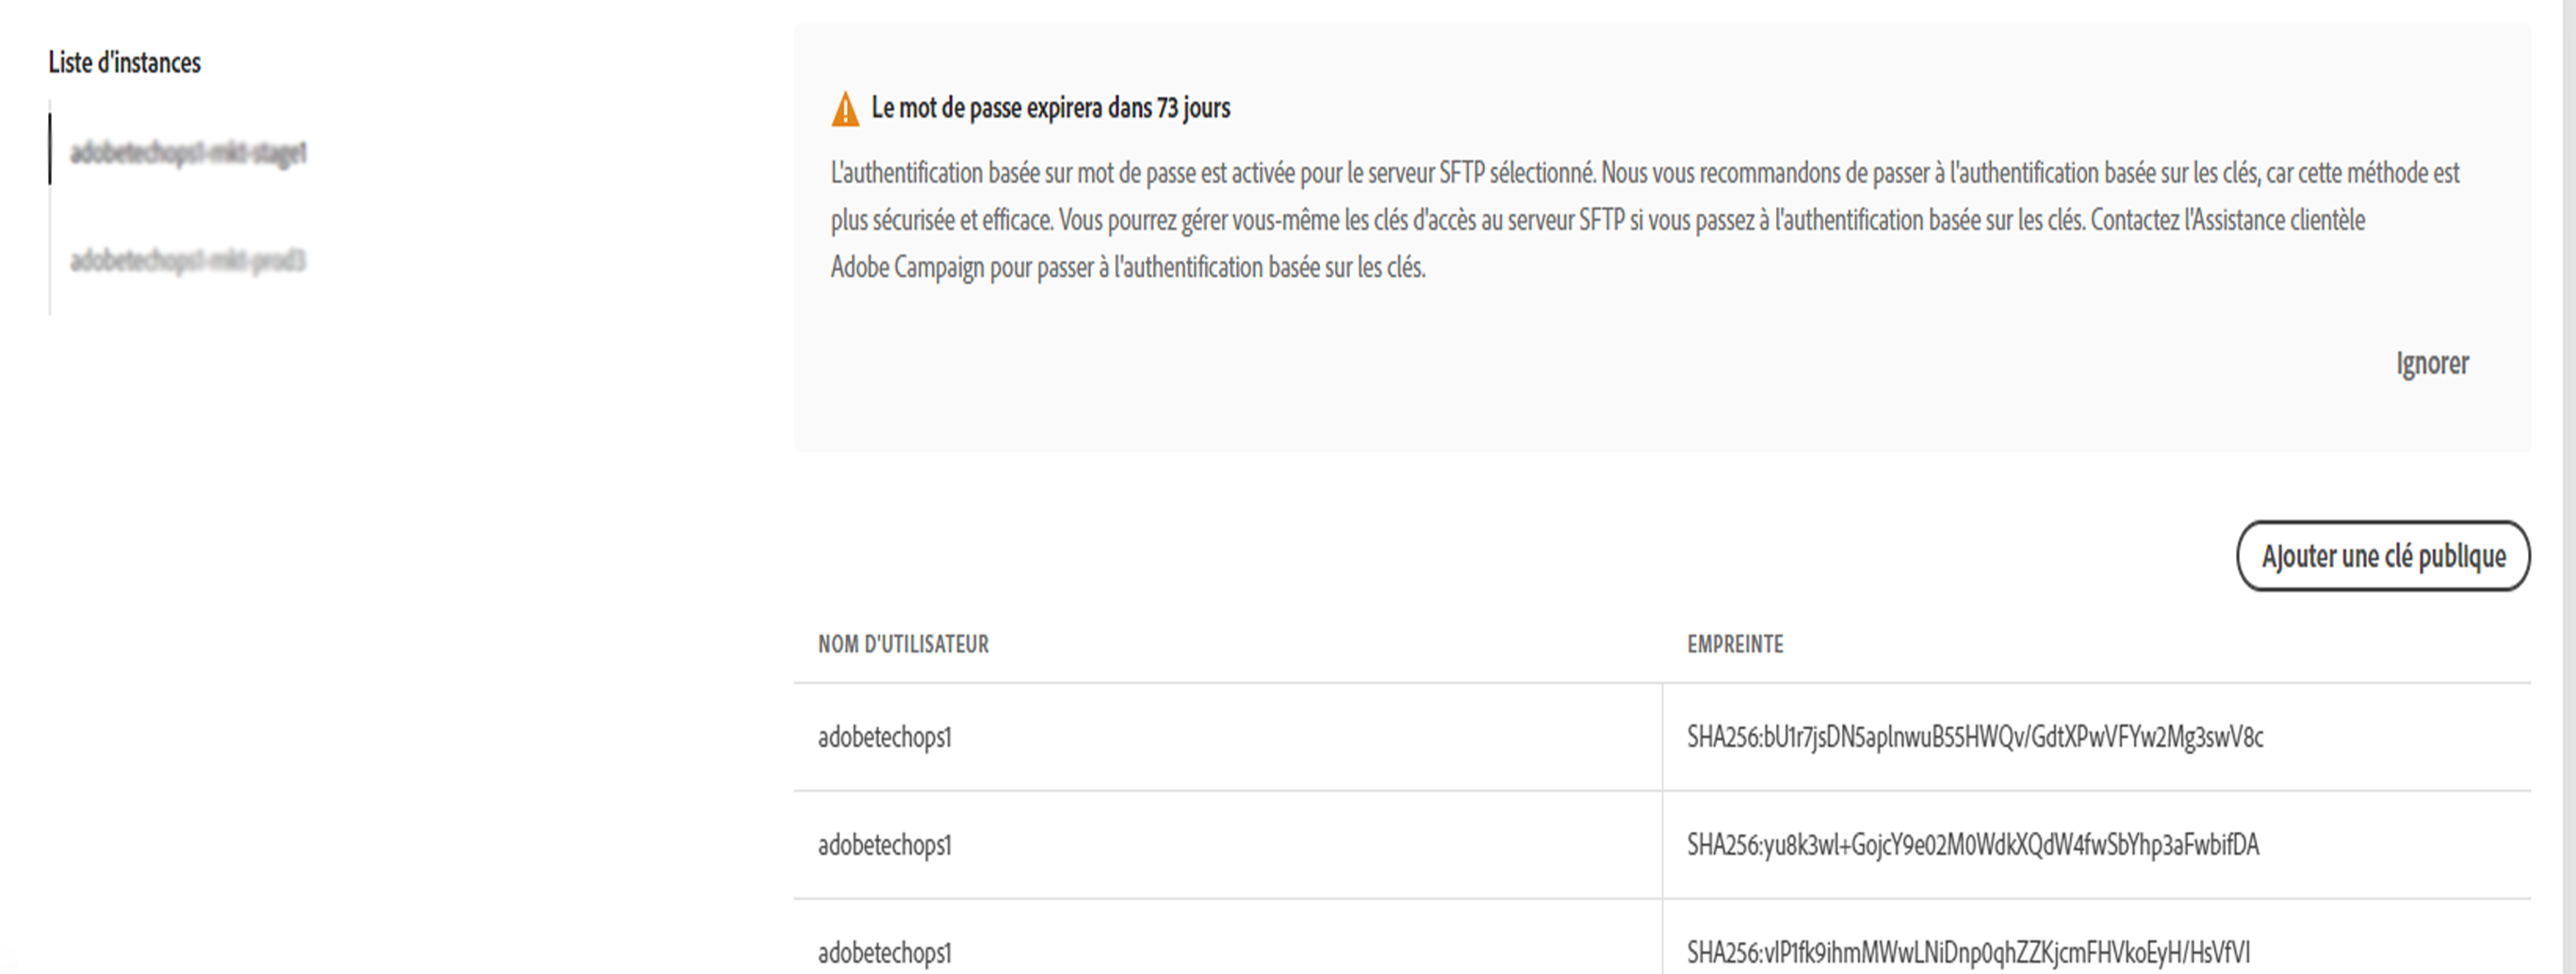 Liste d'instances
adobetechops1-mkt-stage1
adobetechops1-mkt-prod3
Le mot de passe expirera dans 73 jours
L'authentification basée sur mot de passe est activée pour le serveur SFTP sélectionné. Nous vous recommandons de passer à l'authentification basée sur les clés, car cette méthode est
plus sécurisée et efficace. Vous pourrez gérer vous-même les clés d'accès au serveur SFTP si vous passez à l'authentification basée sur les clés. Contactez l'Assistance clientèle
Adobe Campaign pour passer à l'authentification basée sur les clés.
Ignorer
Ajouter une clé publique
NOM D'UTILISATEUR EMPREINTE
adobetechops1 SHA256:bU1r7jsDN5aplnwuB55HWQv/GdtXPwVFYw2Mg3swV8c
adobetechops1 SHA256:yu8k3wl+GojcY9e02M0WdkXQdW4fwSbYhp3aFwbifDA
adobetechops1 SHA256:vlP1fk9ihmMWwLNiDnp0qhZZKjcmFHVkoEyH/HsVfVI